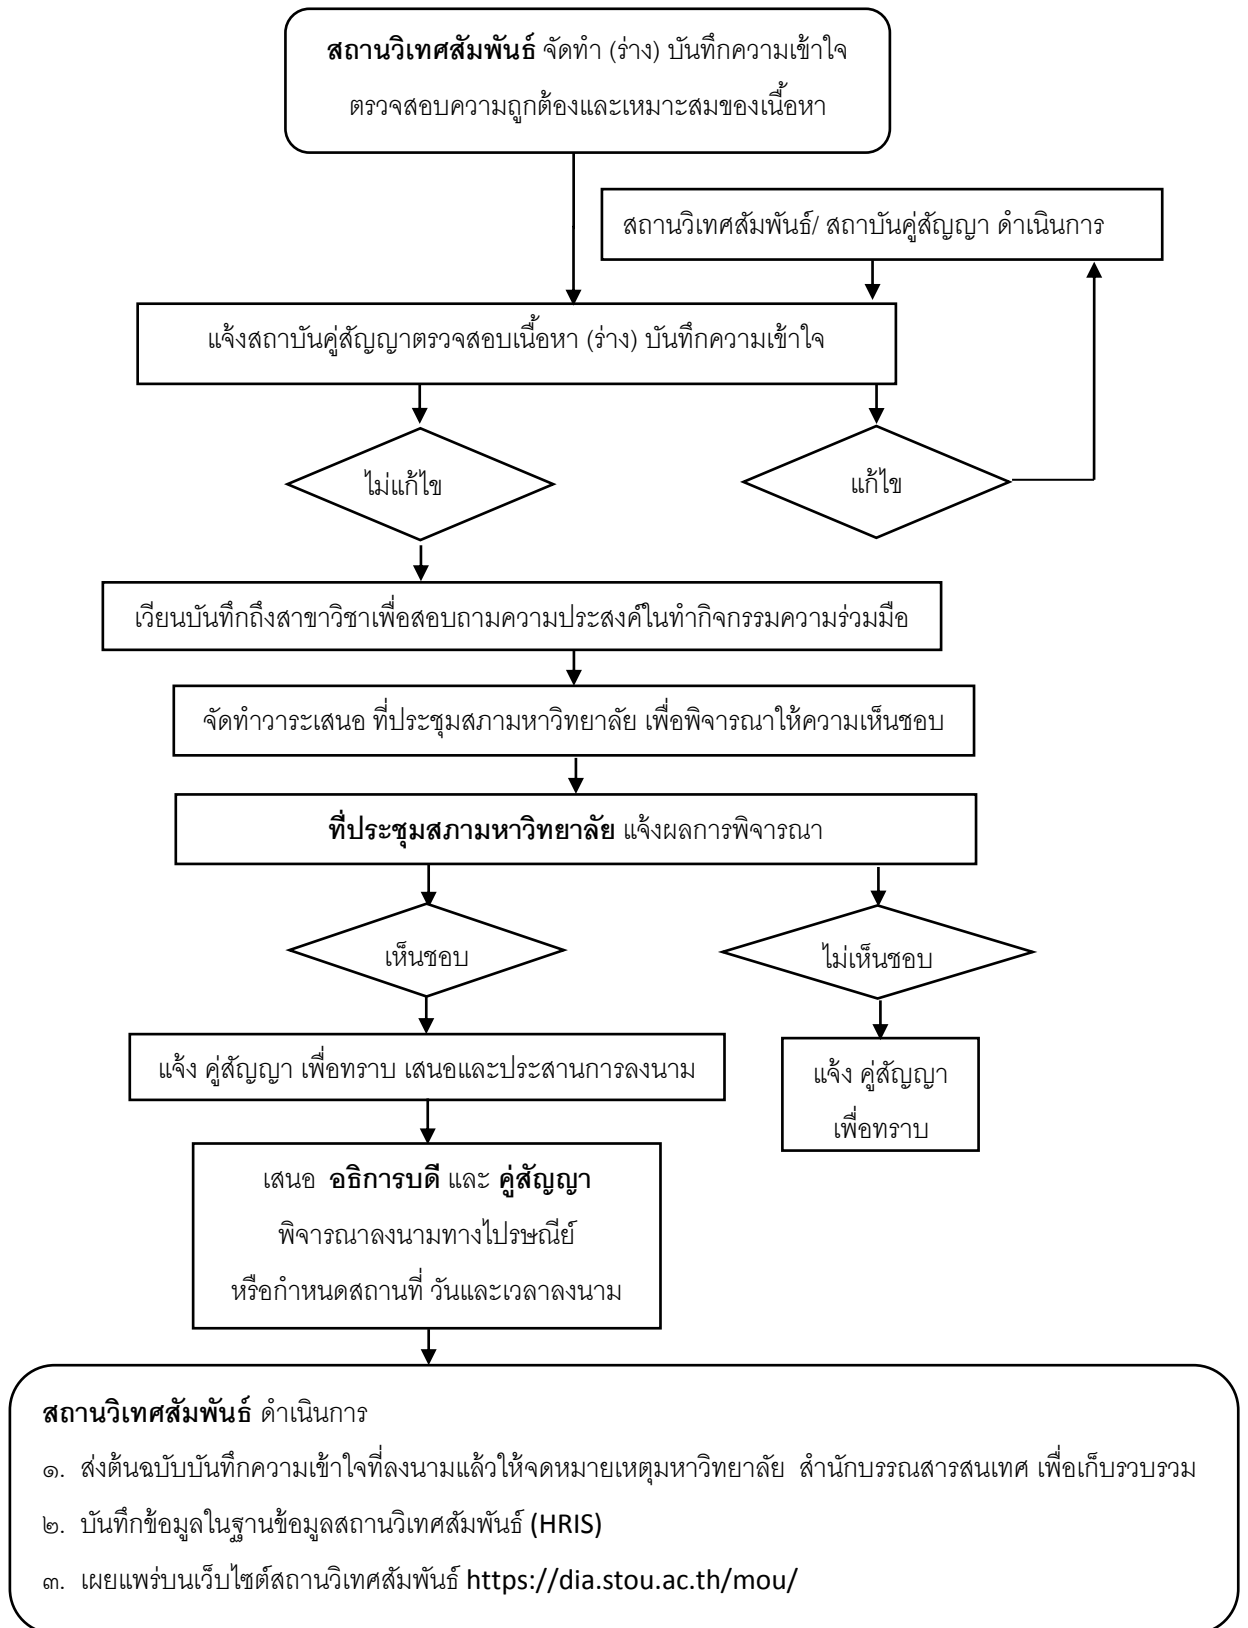 สถานวิเทศสัมพันธ์ จัดทำ (ร่าง) บันทึกความเข้าใจ
ตรวจสอบความถูกต้องและเหมาะสมของเนื้อหา
สถานวิเทศสัมพันธ์/ สถาบันคู่สัญญา ดำเนินการ
แจ้งสถาบันคู่สัญญาตรวจสอบเนื้อหา (ร่าง) บันทึกความเข้าใจ
ไม่แก้ไข
แก้ไข
เวียนบันทึกถึงสาขาวิชาเพื่อสอบถามความประสงค์ในทำกิจกรรมความร่วมมือ
จัดทำวาระเสนอ ที่ประชุมสภามหาวิทยาลัย เพื่อพิจารณาให้ความเห็นชอบ
ที่ประชุมสภามหาวิทยาลัย แจ้งผลการพิจารณา
เห็นชอบ
ไม่เห็นชอบ
แจ้ง คู่สัญญา เพื่อทราบ เสนอและประสานการลงนาม
แจ้ง คู่สัญญา
เพื่อทราบ
เสนอ อธิการบดี และ คู่สัญญา
พิจารณาลงนามทางไปรษณีย์
หรือกำหนดสถานที่ วันและเวลาลงนาม
สถานวิเทศสัมพันธ์ ดำเนินการ
๑. ส่งต้นฉบับบันทึกความเข้าใจที่ลงนามแล้วให้จดหมายเหตุมหาวิทยาลัย สำนักบรรณสารสนเทศ เพื่อเก็บรวบรวม
๒. บันทึกข้อมูลในฐานข้อมูลสถานวิเทศสัมพันธ์ (HRIS)
๓. เผยแพร่บนเว็บไซต์สถานวิเทศสัมพันธ์ https://dia.stou.ac.th/mou/